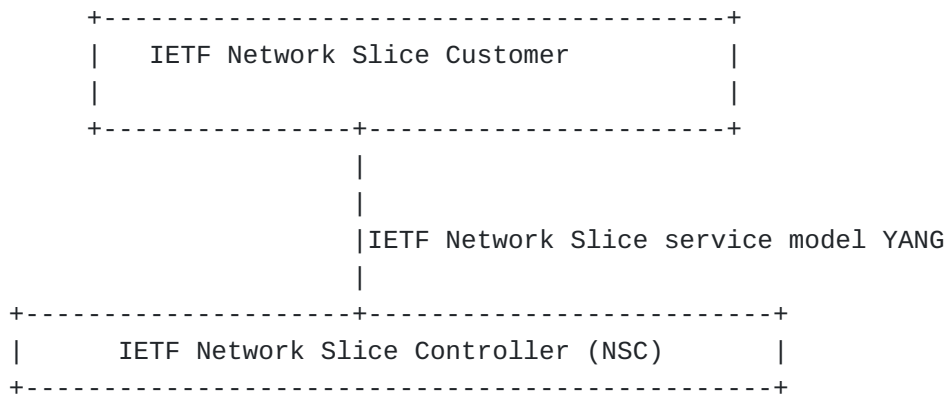 IETF Network Slice Customer
IETF Network Slice service model YANG
IETF Network Slice Controller (NSC)